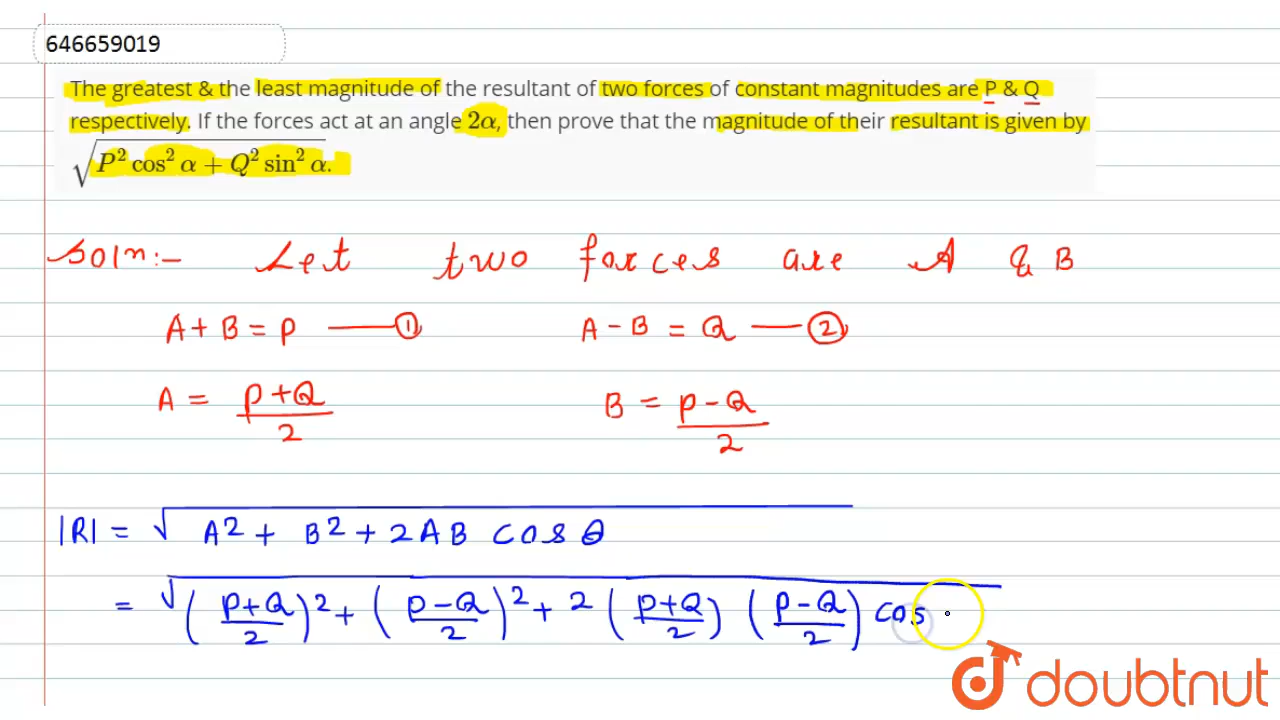 646659019
The greatest & the least magnitude of the resultant of two forces of constant magnitudes are P & Q
respectively. If the forces act at an angle 2α, then prove that the magnitude of their resultant is given by
√(P² cos² α + Q² sin² α).
Soln:- Let two forces are A & B
A + B = P —— ① A - B = Q —— ②
A = (P+Q)/2 B = (P-Q)/2
|R| = √(A² + B² + 2AB cos θ)
= √(((P+Q)/2)² + ((P-Q)/2)² + 2((P+Q)/2)((P-Q)/2) cos
doubtnut